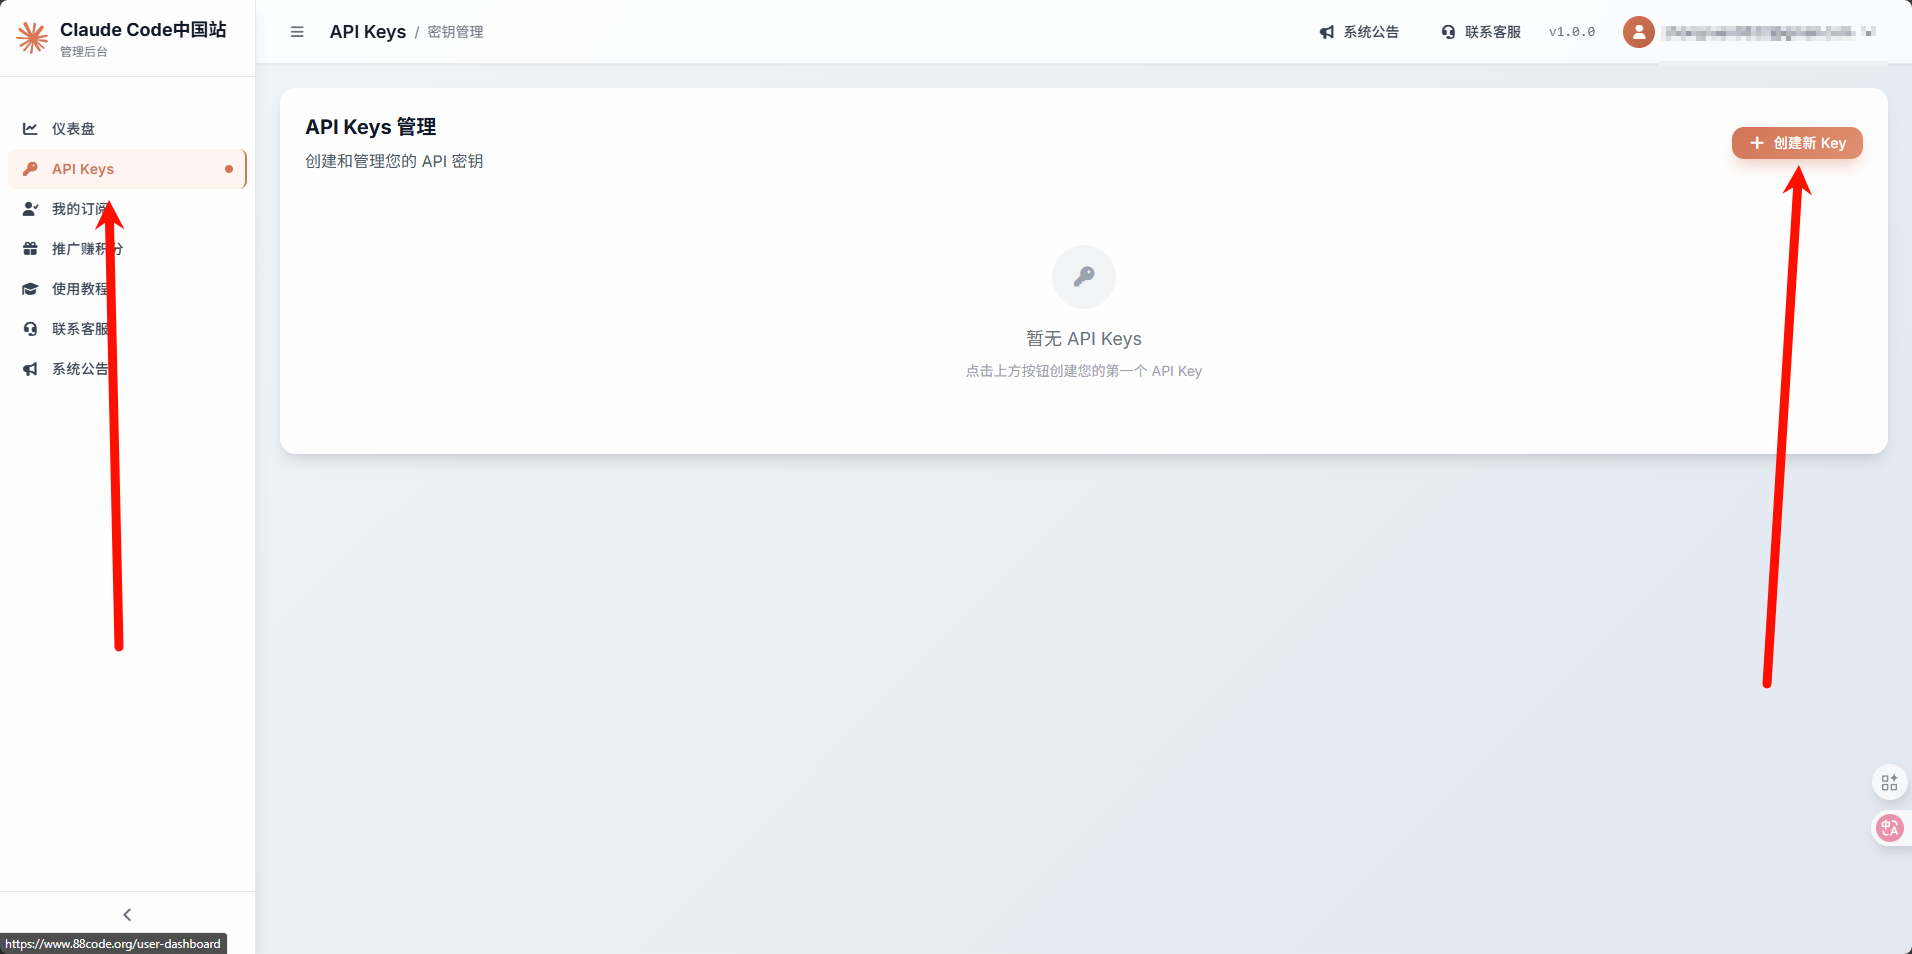 Claude Code中国站
管理后台
API Keys / 密钥管理
系统公告
联系客服
v1.0.0
仪表盘
API Keys
我的订阅
推广赚积分
使用教程
联系客服
系统公告
API Keys 管理
创建和管理您的 API 密钥
创建新 Key
暂无 API Keys
点击上方按钮创建您的第一个 API Key
https://www.88code.org/user-dashboard